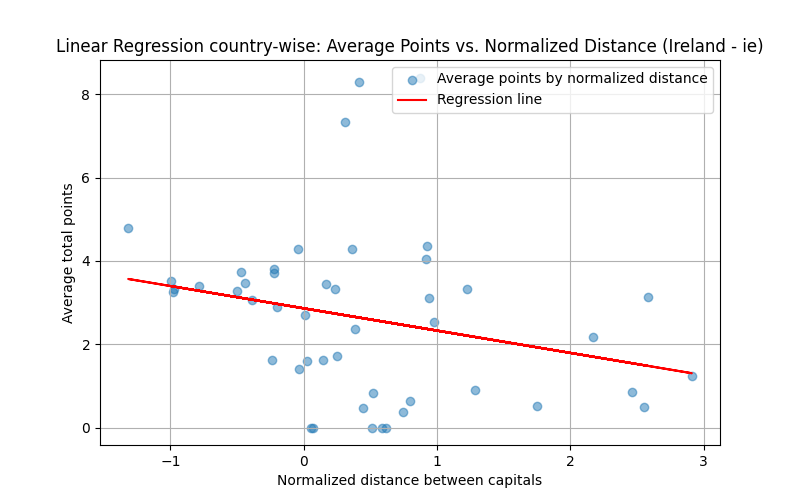 Linear Regression country-wise: Average Points vs. Normalized Distance (Ireland - ie)
Average points by normalized distance
Regression line
8
6
4
2
0
Average total points
−1
0
1
2
3
Normalized distance between capitals